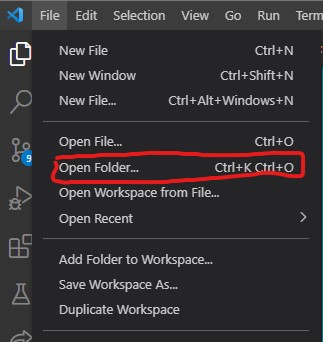 File Edit Selection View Go Run Term
New File Ctrl+N
New Window Ctrl+Shift+N
New File... Ctrl+Alt+Windows+N
Open File... Ctrl+O
Open Folder... Ctrl+K Ctrl+O
Open Workspace from File...
Open Recent
Add Folder to Workspace...
Save Workspace As...
Duplicate Workspace
9